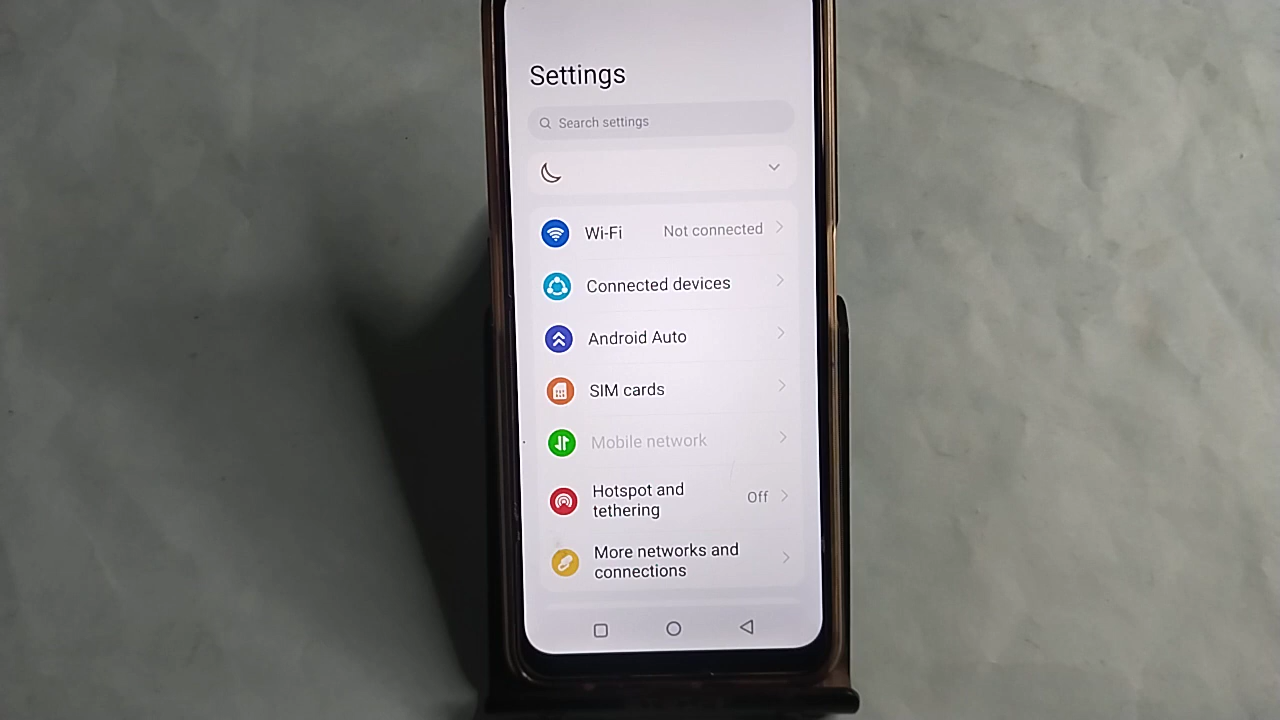 Settings
Search settings
Wi-Fi Not connected
Connected devices
Android Auto
SIM cards
Mobile network
Hotspot and
tethering Off
More networks and
connections